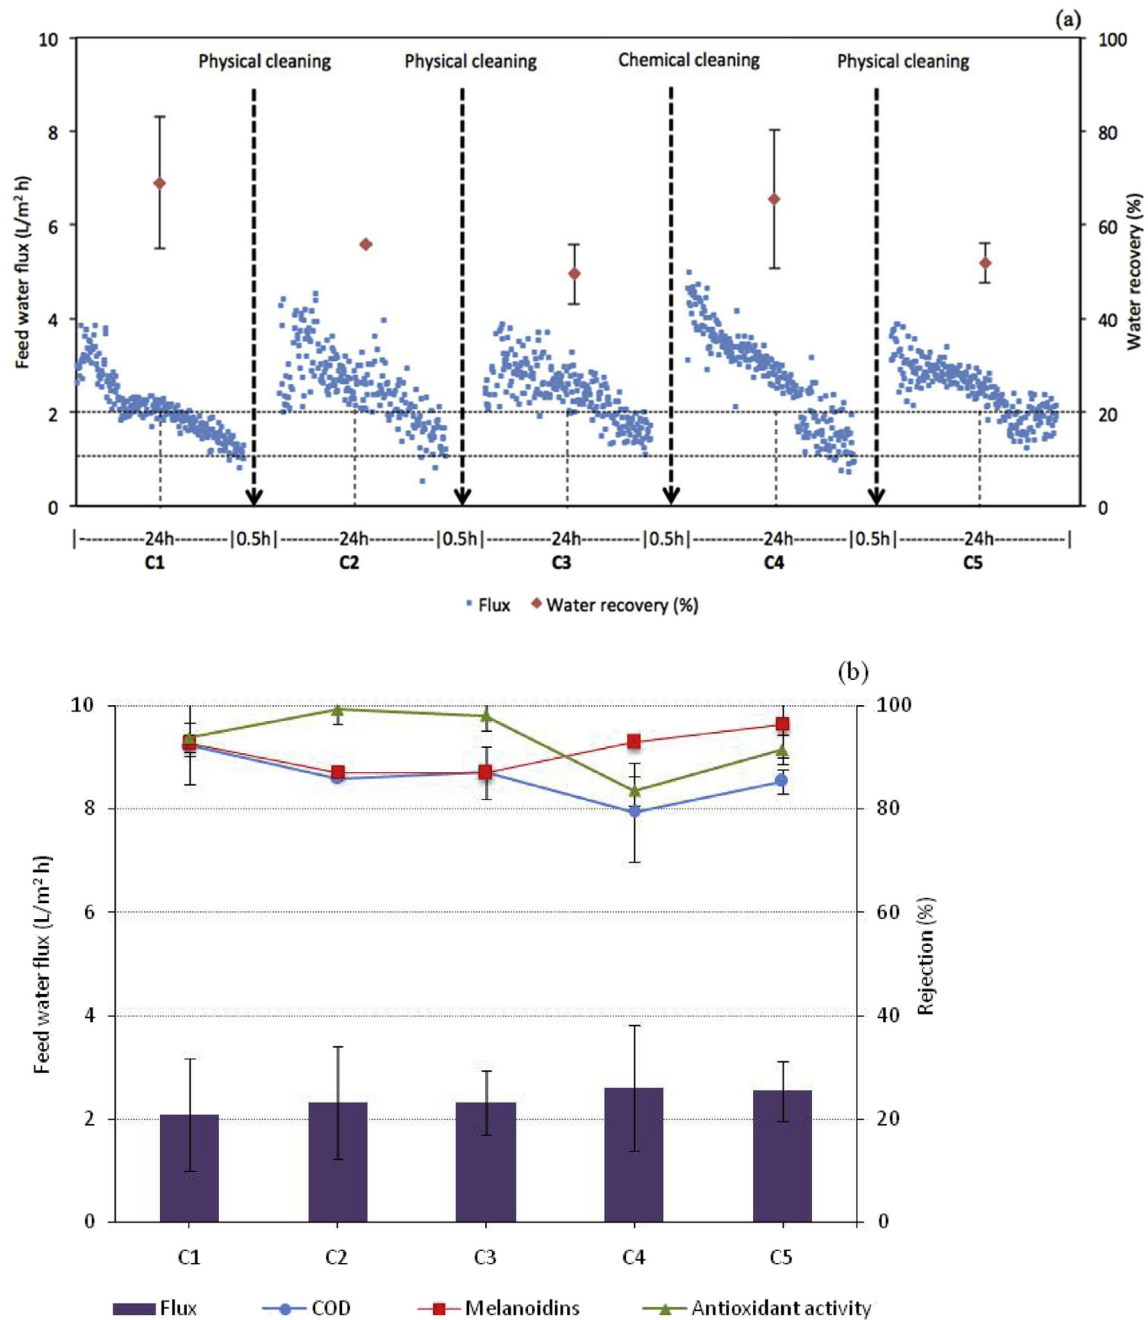 (a)
Physical cleaning Physical cleaning Chemical cleaning Physical cleaning
Feed water flux (L/m² h)
10
8
6
4
2
0
100
80
60
40
20
0
Water recovery (%)
|------------24h------------|0.5h|------------24h------------|0.5h|------------24h------------|0.5h|------------24h------------|0.5h|------------24h------------|
C1 C2 C3 C4 C5
Flux Water recovery (%)
(b)
Feed water flux (L/m² h)
10
8
6
4
2
0
100
80
60
40
20
0
Rejection (%)
C1 C2 C3 C4 C5
Flux COD Melanoidins Antioxidant activity